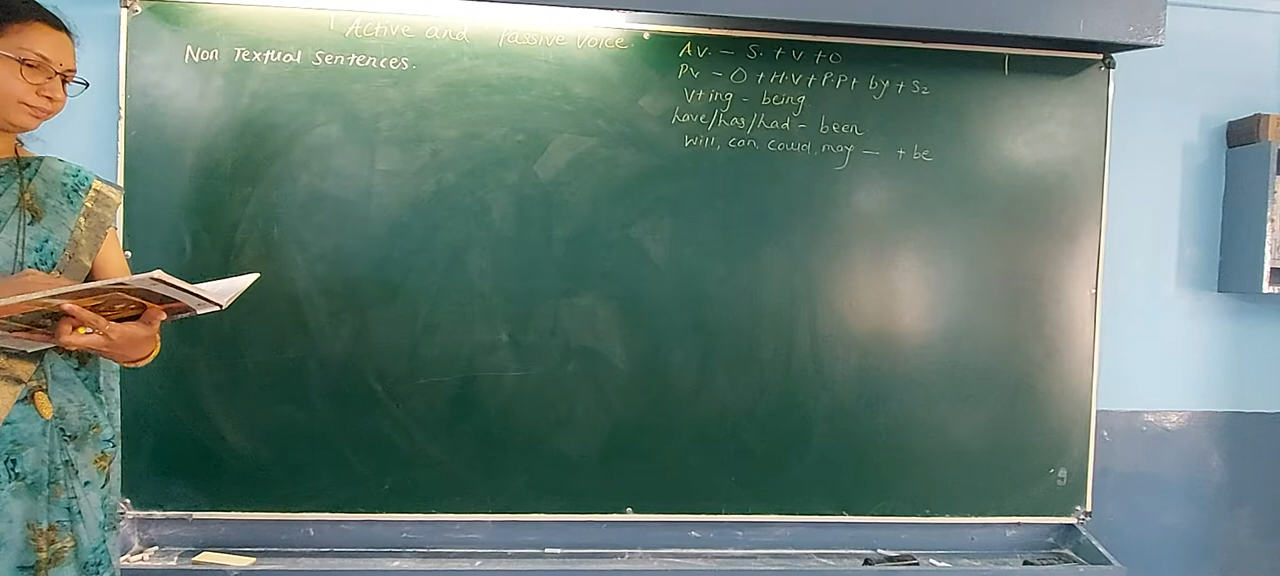 Active and Passive Voice.
Non Textual Sentences.
Av. - S. + V + O
Pv - O + H.V + P.P + by + S2
V+ing - being
have/has/had - been
will, can, could, may — + be